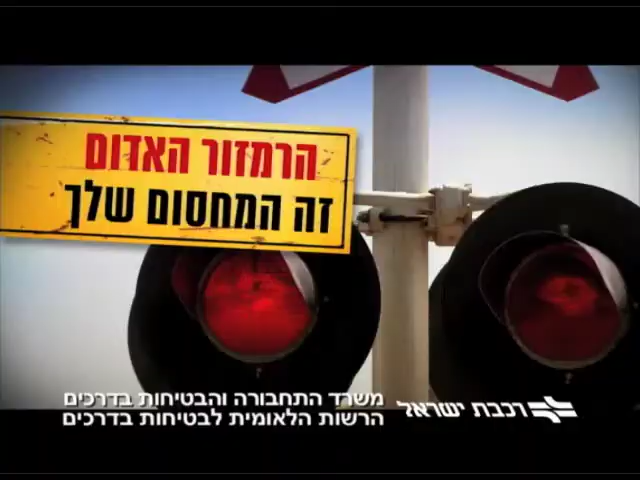 הרמזור האדום
זה המחסום שלך
משרד התחבורה והבטיחות בדרכים
הרשות הלאומית לבטיחות בדרכים
רכבת ישראל